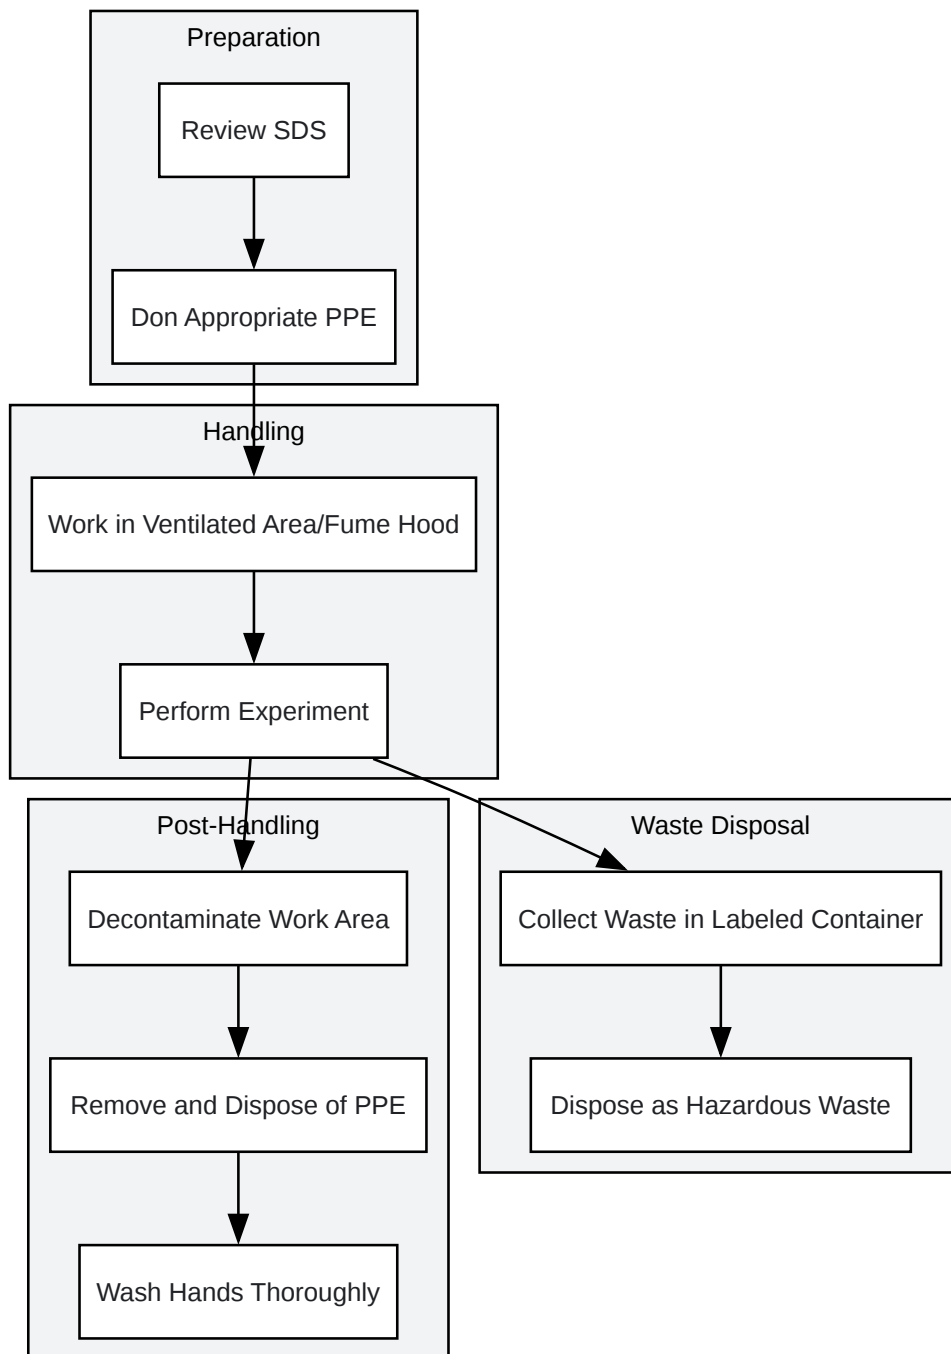 Preparation
Review SDS
Don Appropriate PPE
Handling
Work in Ventilated Area/Fume Hood
Perform Experiment
Post-Handling
Decontaminate Work Area
Remove and Dispose of PPE
Wash Hands Thoroughly
Waste Disposal
Collect Waste in Labeled Container
Dispose as Hazardous Waste